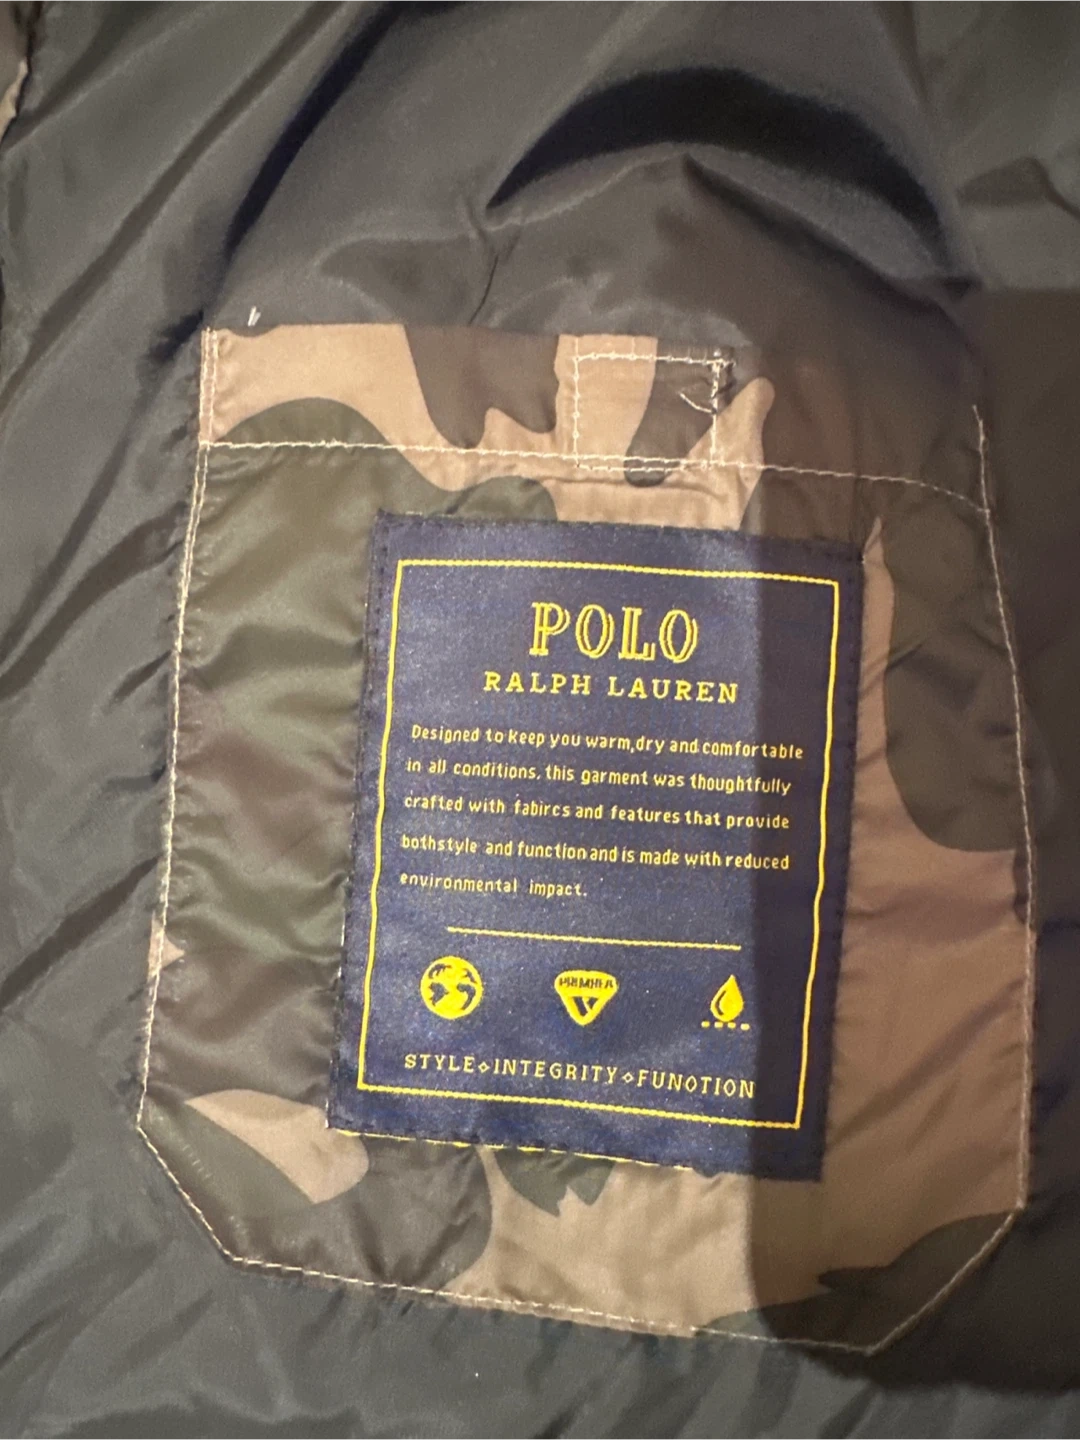 POLO
RALPH LAUREN
Designed to keep you warm,dry and comfortable
in all conditions. this garment was thoughtfully
crafted with fabircs and features that provide
bothstyle and function and is made with reduced
environmental impact.
STYLE⋄INTEGRITY⋄FUNOTION